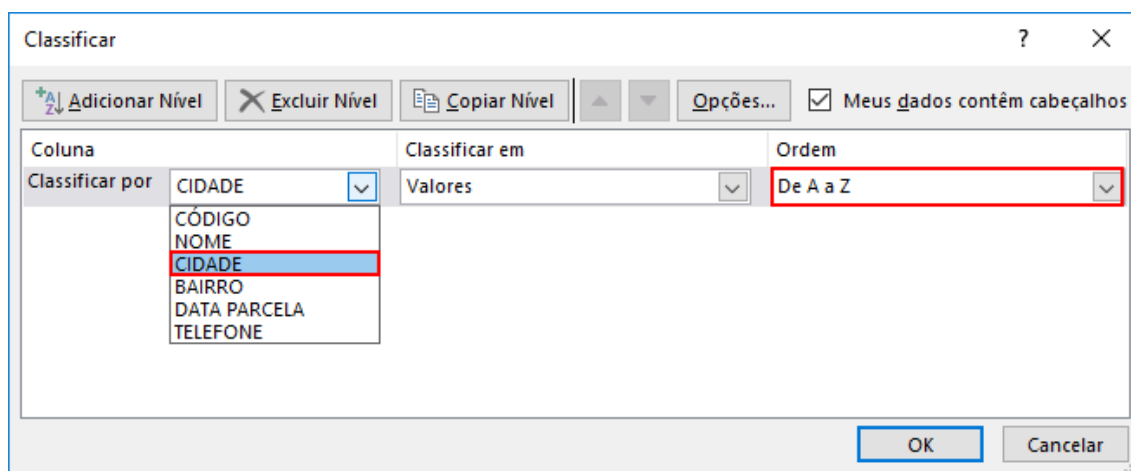 Classificar ?
Adicionar Nível Excluir Nível Copiar Nível Opções... Meus dados contêm cabeçalhos
Coluna Classificar em Ordem
Classificar por CIDADE Valores De A a Z
CÓDIGO
NOME
CIDADE
BAIRRO
DATA PARCELA
TELEFONE
OK Cancelar